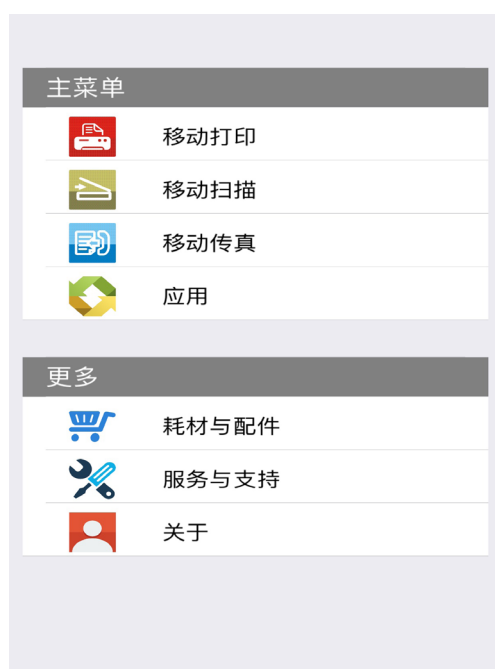 主菜单
移动打印
移动扫描
移动传真
应用
更多
耗材与配件
服务与支持
关于